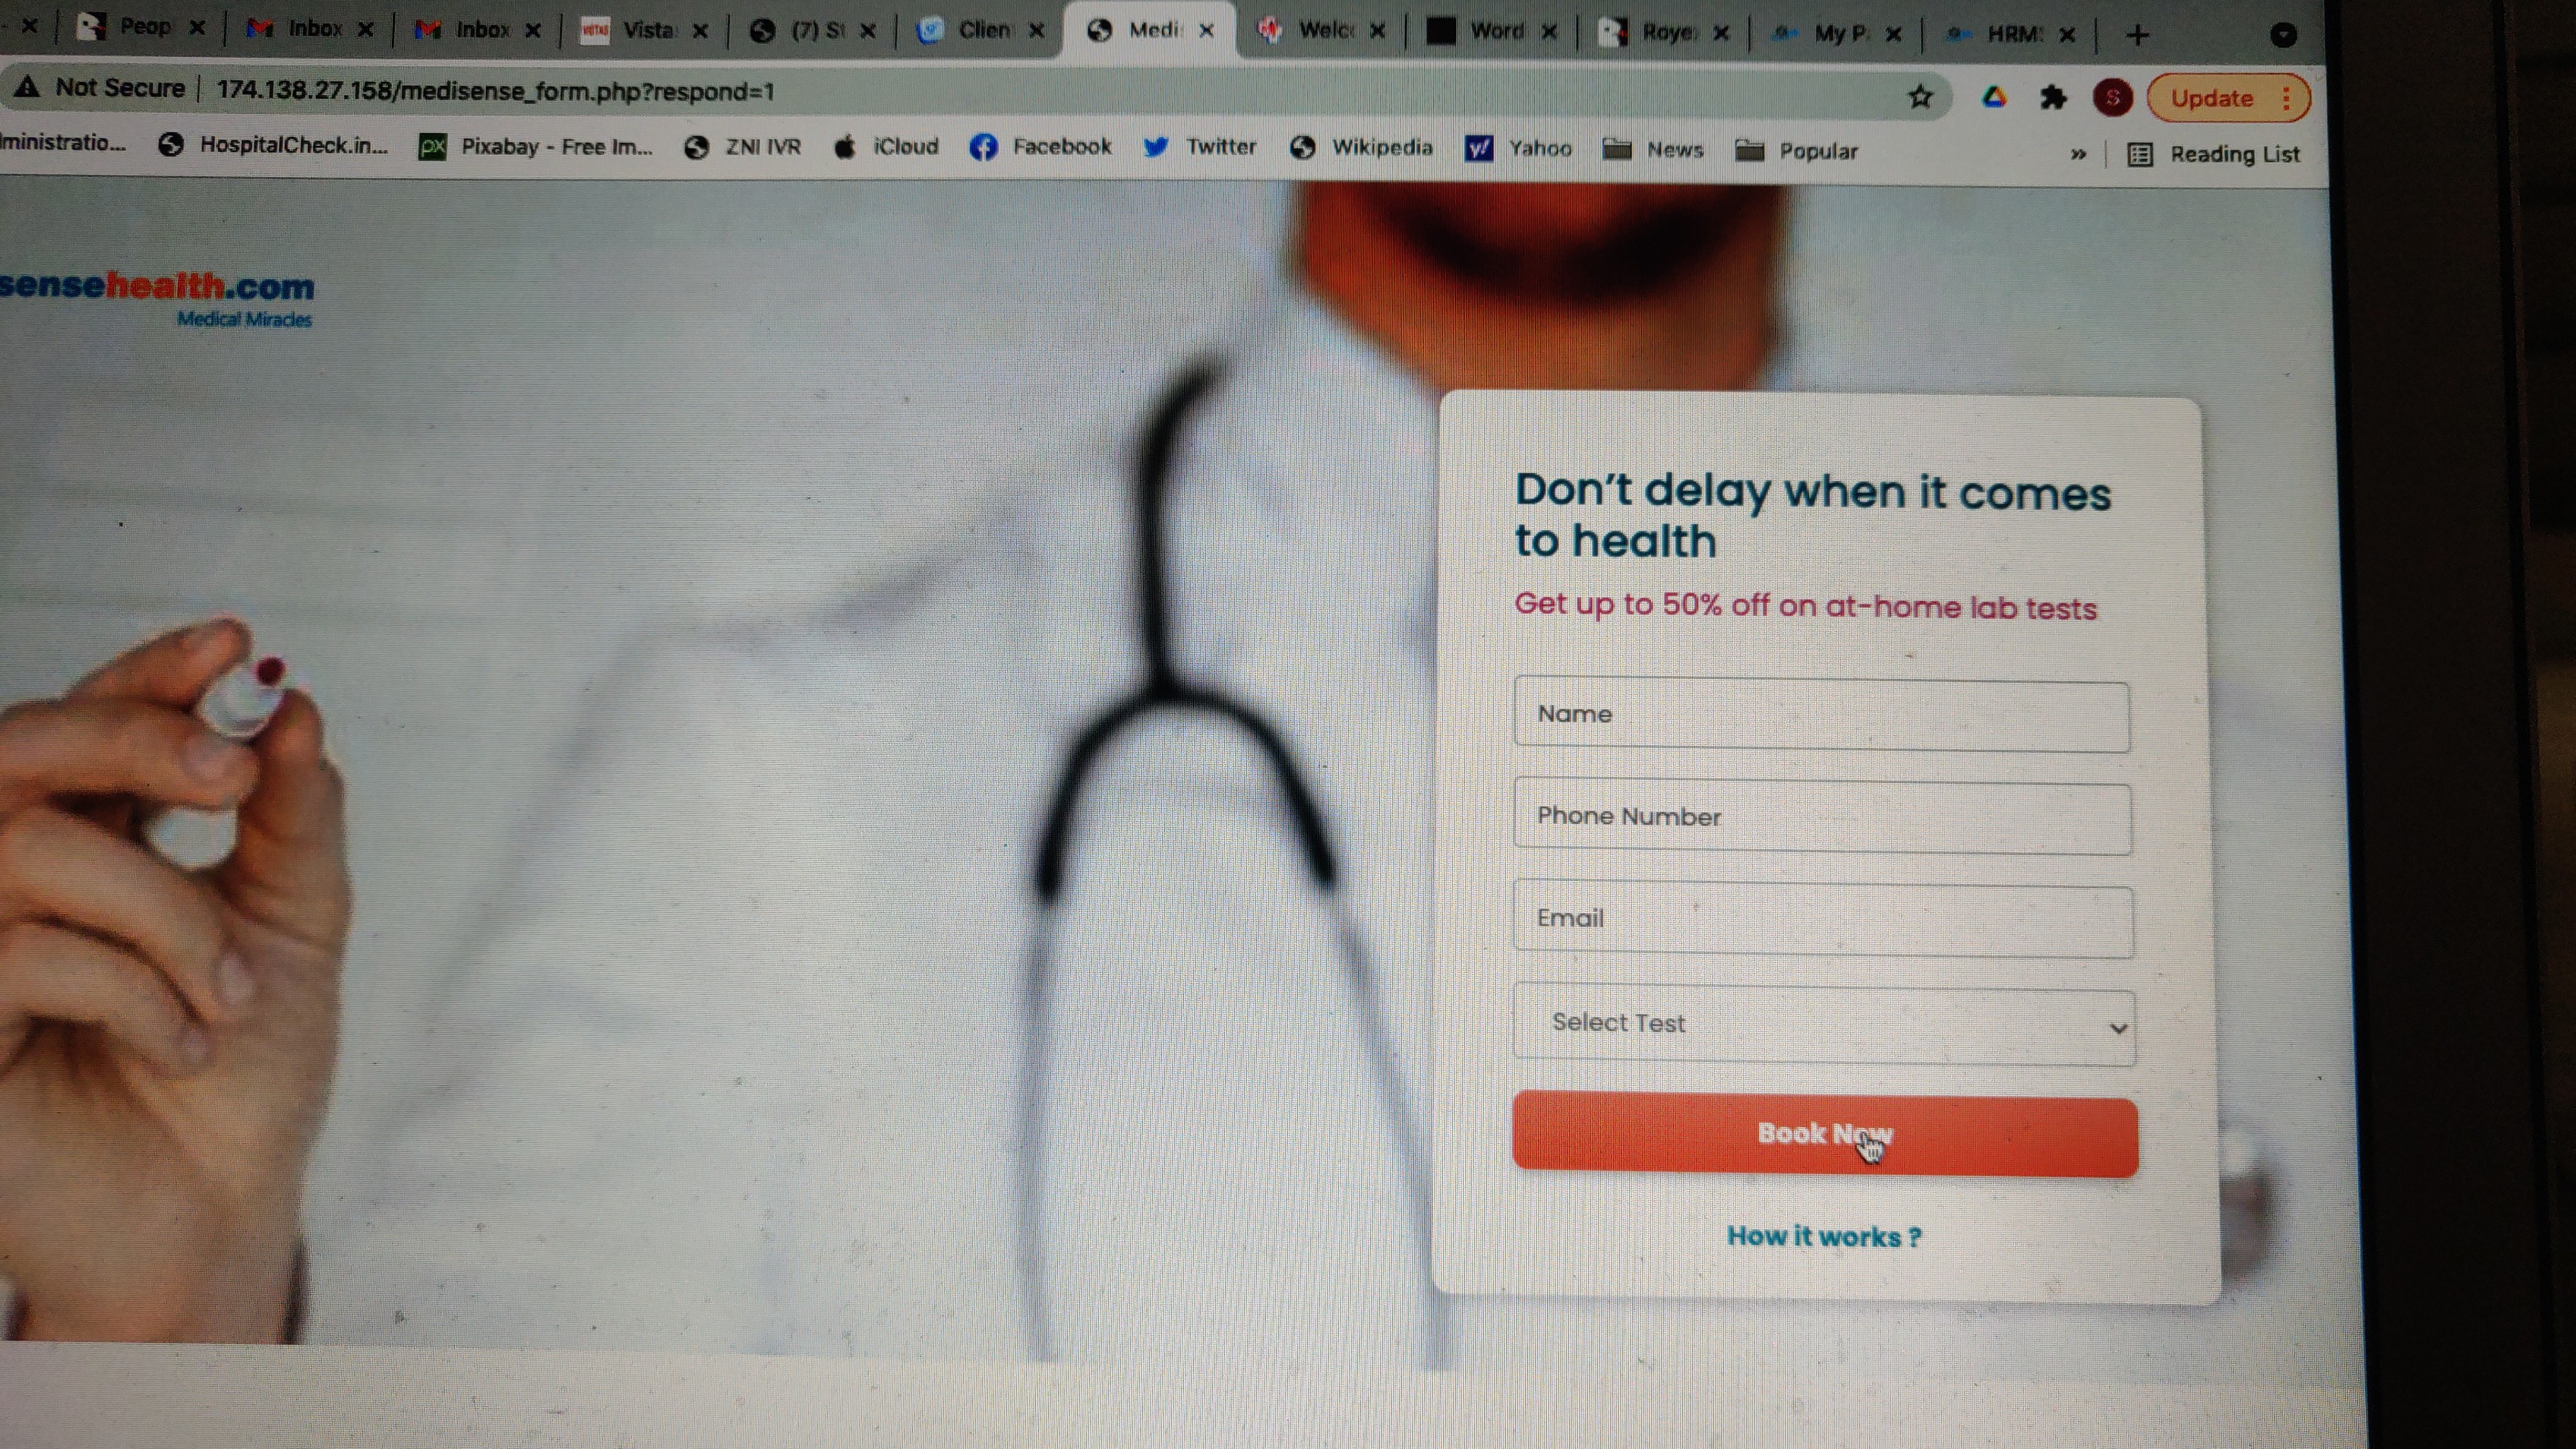 Peop
Inbox
Inbox
Vista
(7) St
Clien
Medi
Welc
Word
Roye
My P
HRM
Not Secure | 174.138.27.158/medisense_form.php?respond=1
S
Update
ministratio...
HospitalCheck.in...
px
Pixabay - Free Im...
ZNI IVR
iCloud
Facebook
Twitter
Wikipedia
y!
Yahoo
News
Popular
»
Reading List
sensehealth.com
Medical Miracles
Don't delay when it comes
to health
Get up to 50% off on at-home lab tests
Name
Phone Number
Email
Select Test
Book Now
How it works ?